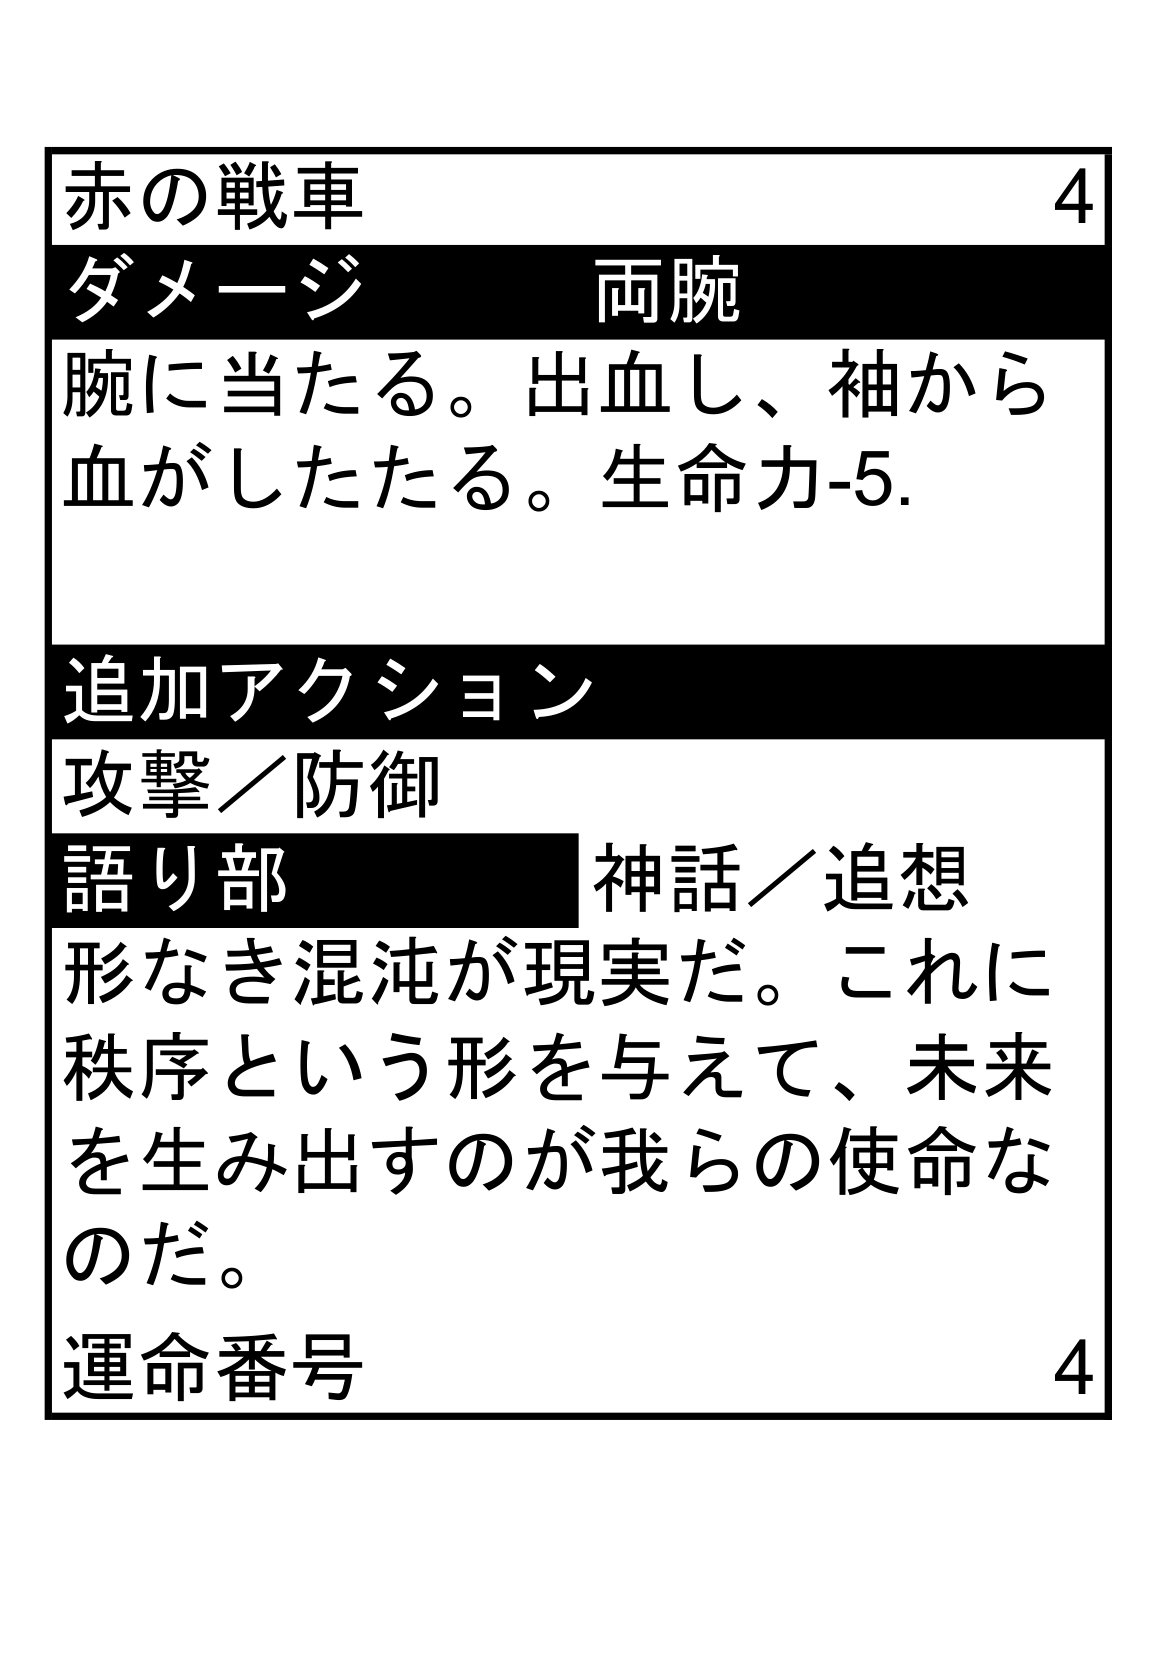 赤の戦車 4
ダメージ 両腕
腕に当たる。出血し、袖から
血がしたたる。生命力-5.
追加アクション
攻撃／防御
語り部 神話／追想
形なき混沌が現実だ。これに
秩序という形を与えて、未来
を生み出すのが我らの使命な
のだ。
運命番号 4